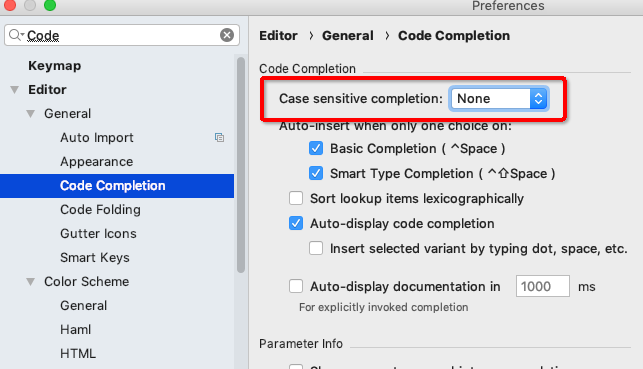 Preferences
Code
Keymap
Editor
General
Auto Import
Appearance
Code Completion
Code Folding
Gutter Icons
Smart Keys
Color Scheme
General
Haml
HTML
Editor › General › Code Completion
Code Completion
Case sensitive completion: None
Auto-insert when only one choice on:
Basic Completion ( ^Space )
Smart Type Completion ( ^⇧Space )
Sort lookup items lexicographically
Auto-display code completion
Insert selected variant by typing dot, space, etc.
Auto-display documentation in 1000 ms
For explicitly invoked completion
Parameter Info